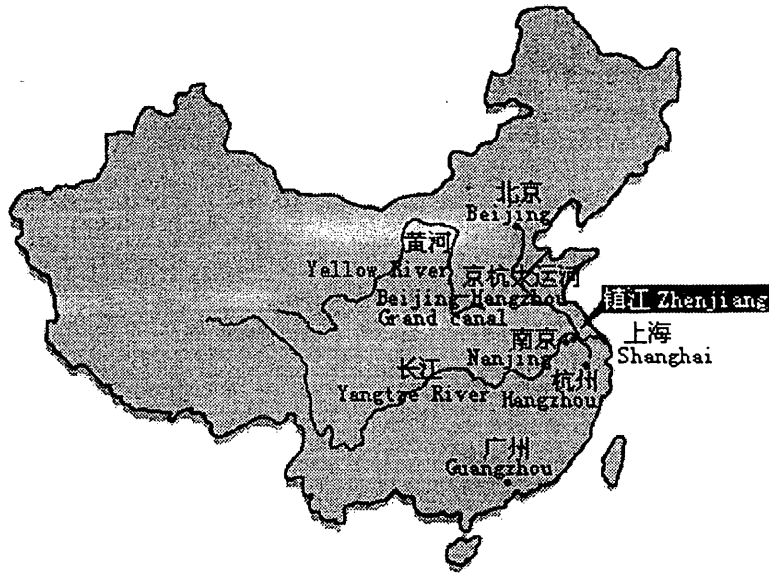 北京
Beijing
黄河
Yellow River
京杭大运河
Beijing Hangzhou
Grand canal
镇江 Zhenjiang
南京
Nanjing
上海
Shanghai
长江
Yangtze River
杭州
Hangzhou
广州
Guangzhou